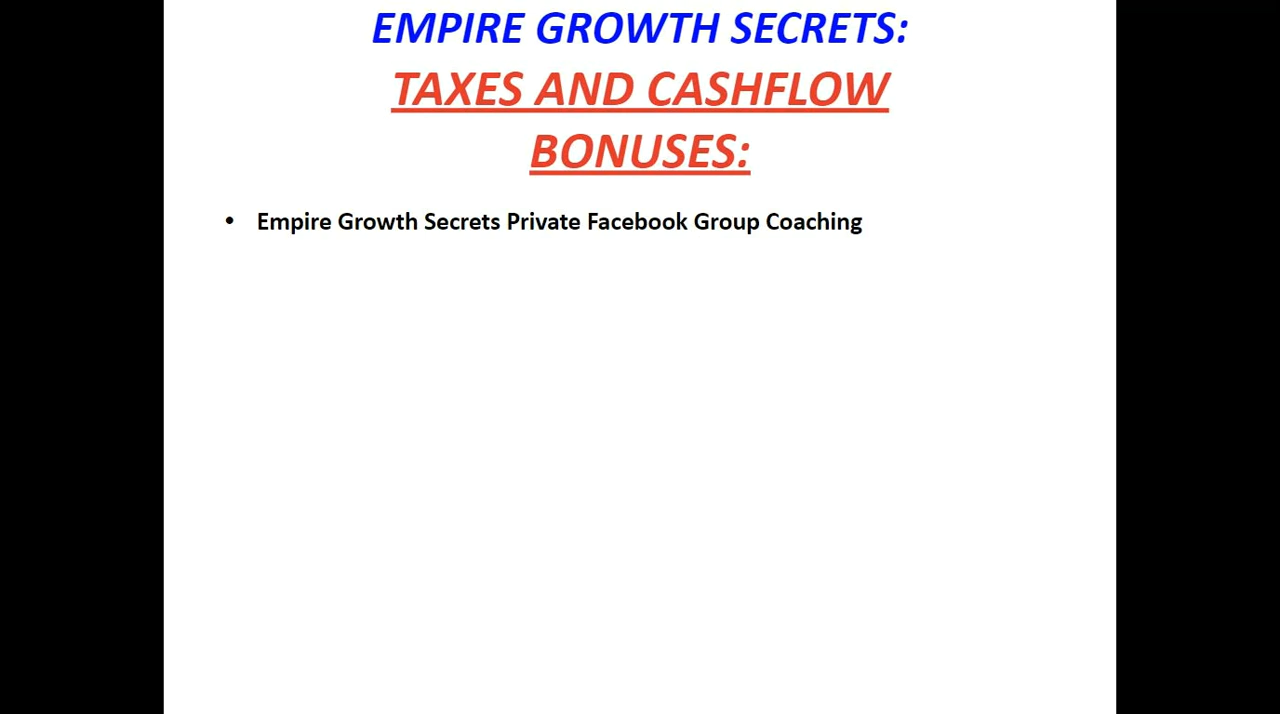 EMPIRE GROWTH SECRETS:
TAXES AND CASHFLOW
BONUSES:
• Empire Growth Secrets Private Facebook Group Coaching